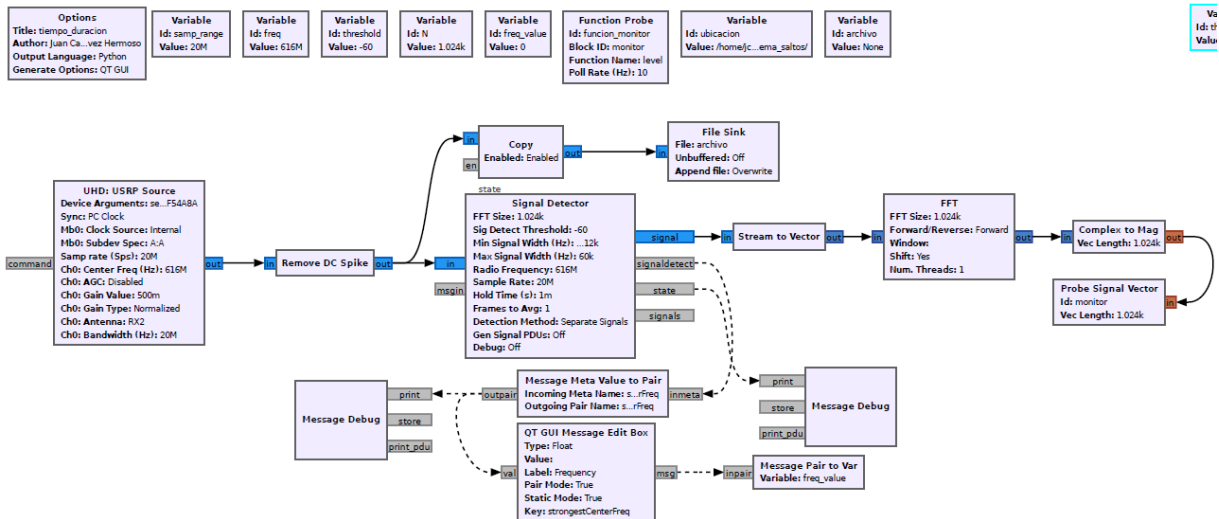 Options
Title: tiempo_duracion
Author: Juan Ca...vez Hermoso
Output Language: Python
Generate Options: QT GUI
Variable
Id: samp_range
Value: 20M
Variable
Id: freq
Value: 616M
Variable
Id: threshold
Value: -60
Variable
Id: N
Value: 1.024k
Variable
Id: freq_value
Value: 0
Function Probe
Id: funcion_monitor
Block ID: monitor
Function Name: level
Poll Rate (Hz): 10
Variable
Id: ubicacion
Value: /home/jc...ema_saltos/
Variable
Id: archivo
Value: None
Va
Id: th
Value
in
en
Copy
Enabled: Enabled
out
in
File Sink
File: archivo
Unbuffered: Off
Append file: Overwrite
command
UHD: USRP Source
Device Arguments: se...F54A8A
Sync: PC Clock
Mb0: Clock Source: Internal
Mb0: Subdev Spec: A:A
Samp rate (Sps): 20M
Ch0: Center Freq (Hz): 616M
Ch0: AGC: Disabled
Ch0: Gain Value: 500m
Ch0: Gain Type: Normalized
Ch0: Antenna: RX2
Ch0: Bandwidth (Hz): 20M
out
in
Remove DC Spike
out
state
in
msgin
Signal Detector
FFT Size: 1.024k
Sig Detect Threshold: -60
Min Signal Width (Hz): ...12k
Max Signal Width (Hz): 60k
Radio Frequency: 616M
Sample Rate: 20M
Hold Time (s): 1m
Frames to Avg: 1
Detection Method: Separate Signals
Gen Signal PDUs: Off
Debug: Off
signal
signaldetect
state
signals
in
Stream to Vector
out
in
FFT
FFT Size: 1.024k
Forward/Reverse: Forward
Window:
Shift: Yes
Num. Threads: 1
out
in
Complex to Mag
Vec Length: 1.024k
out
Probe Signal Vector
Id: monitor
Vec Length: 1.024k
in
Message Debug
print
store
print_pdu
outpair
Message Meta Value to Pair
Incoming Meta Name: s...rFreq
Outgoing Pair Name: s...rFreq
inmeta
print
store
print_pdu
Message Debug
val
QT GUI Message Edit Box
Type: Float
Value:
Label: Frequency
Pair Mode: True
Static Mode: True
Key: strongestCenterFreq
msg
inpair
Message Pair to Var
Variable: freq_value